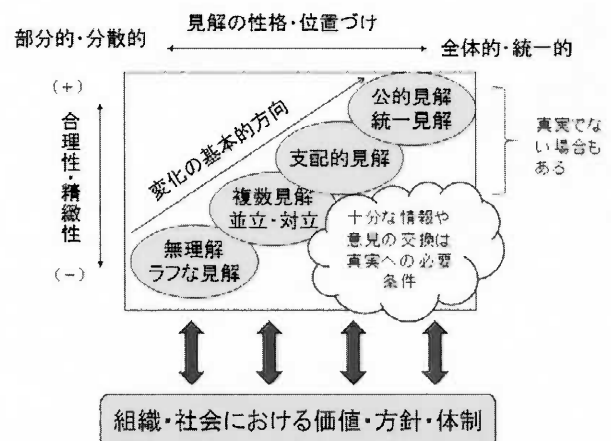 見解の性格・位置づけ
部分的・分散的
全体的・統一的
(+)
合理性・精緻性
(-)
変化の基本的方向
公的見解
統一見解
支配的見解
複数見解
並立・対立
無理解
ラフな見解
真実でな
い場合も
ある
十分な情報や
意見の交換は
真実への必要
条件
組織・社会における価値・方針・体制